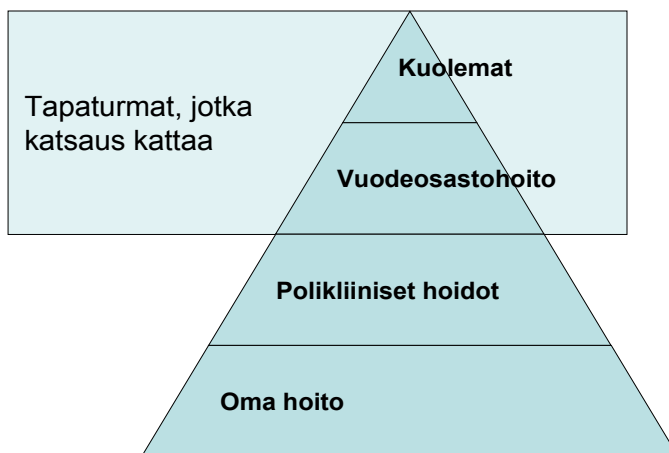 Kuolemat
Tapaturmat, jotka
katsaus kattaa
Vuodeosastohoito
Polikliiniset hoidot
Oma hoito